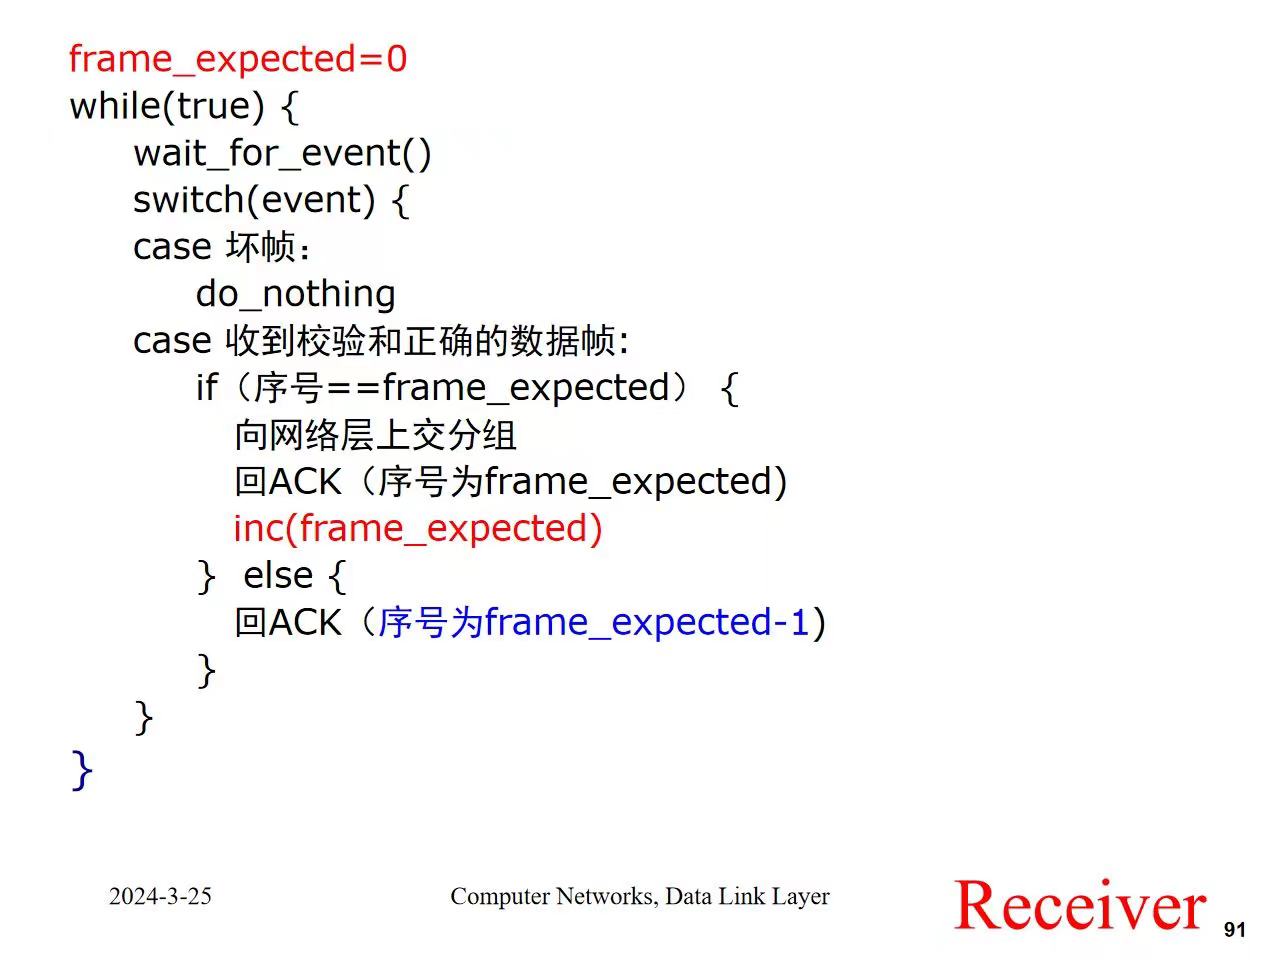 frame_expected=0
while(true) {
wait_for_event()
switch(event) {
case 坏帧：
do_nothing
case 收到校验和正确的数据帧:
if（序号==frame_expected） {
向网络层上交分组
回ACK（序号为frame_expected)
inc(frame_expected)
} else {
回ACK（序号为frame_expected-1)
}
}
}
2024-3-25
Computer Networks, Data Link Layer
Receiver
91